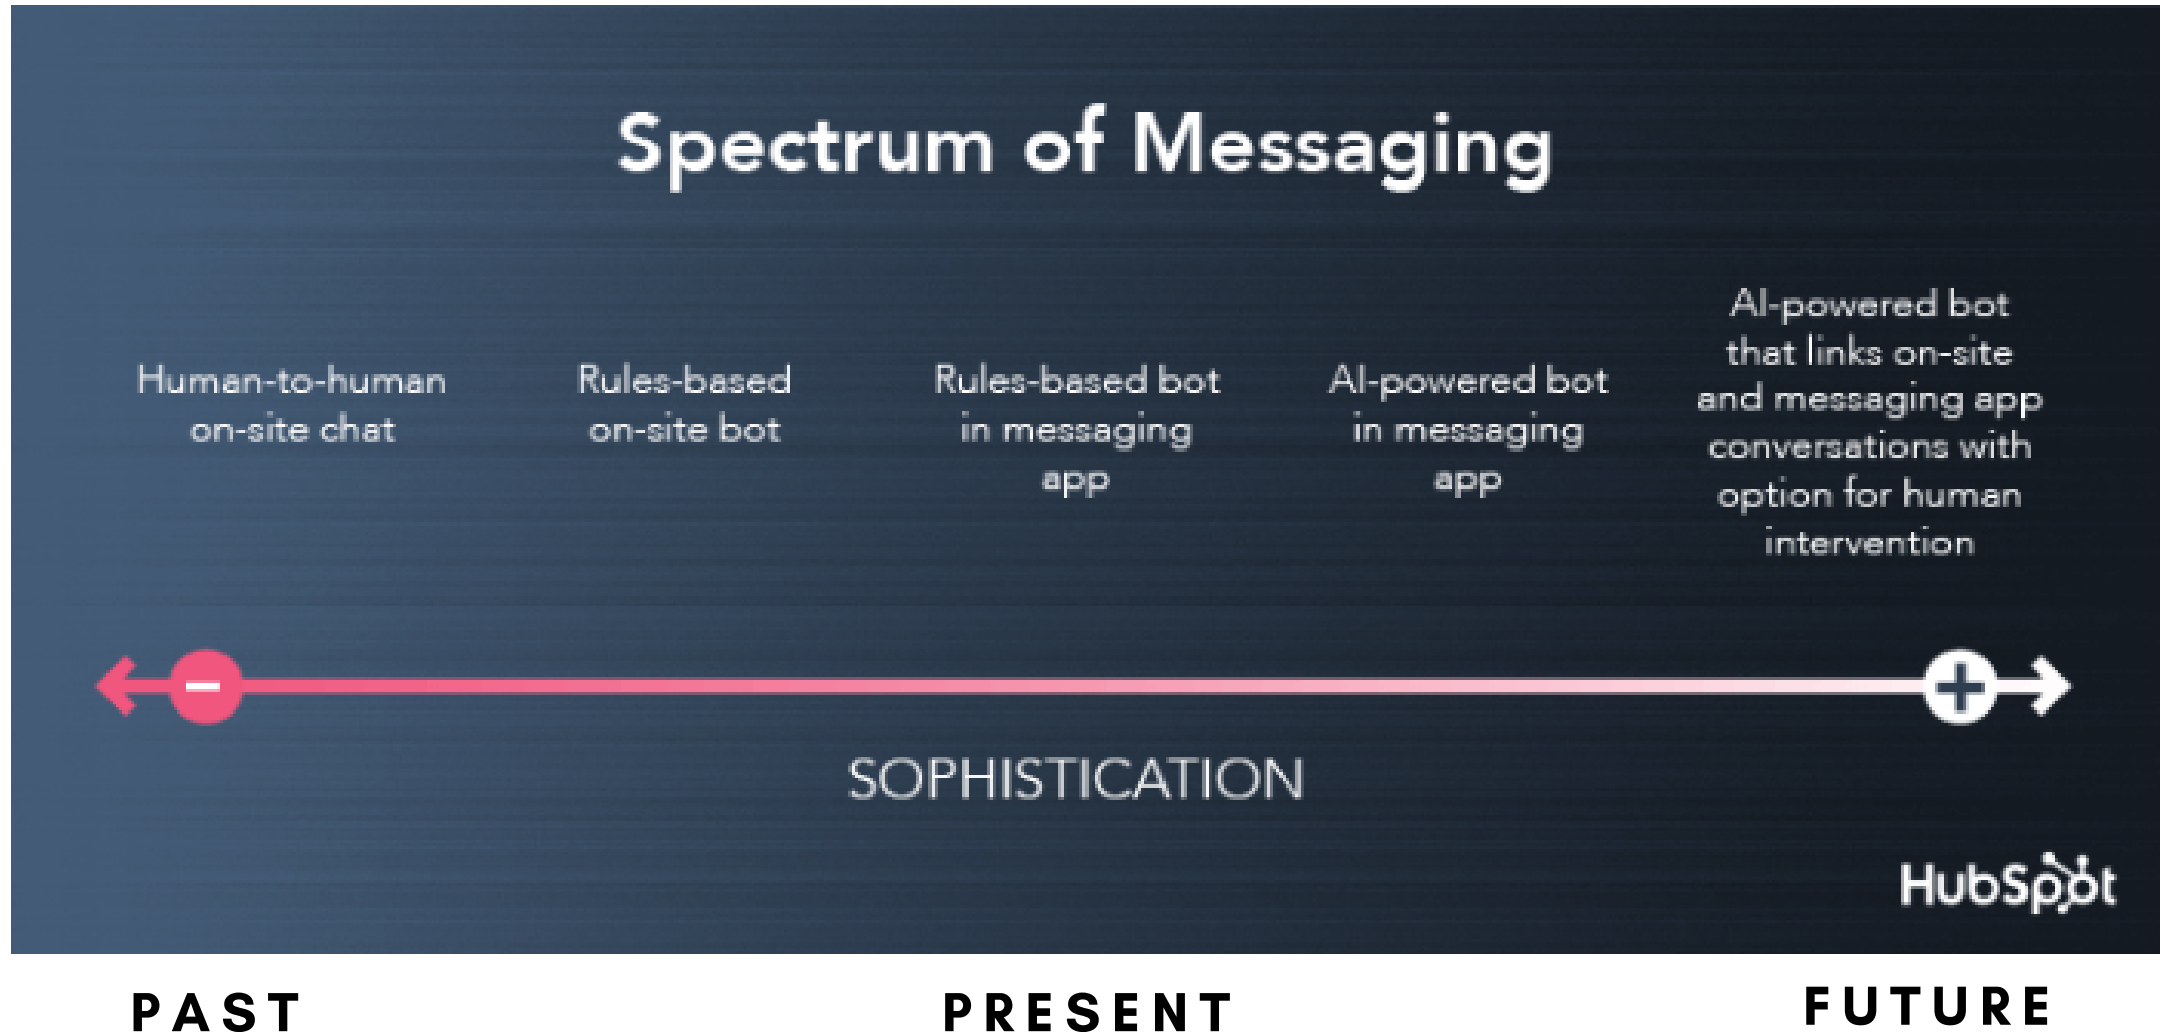 Spectrum of Messaging
Human-to-human
on-site chat
Rules-based
on-site bot
Rules-based bot
in messaging
app
AI-powered bot
in messaging
app
AI-powered bot
that links on-site
and messaging app
conversations with
option for human
intervention
SOPHISTICATION
HubSpot
PAST
PRESENT
FUTURE